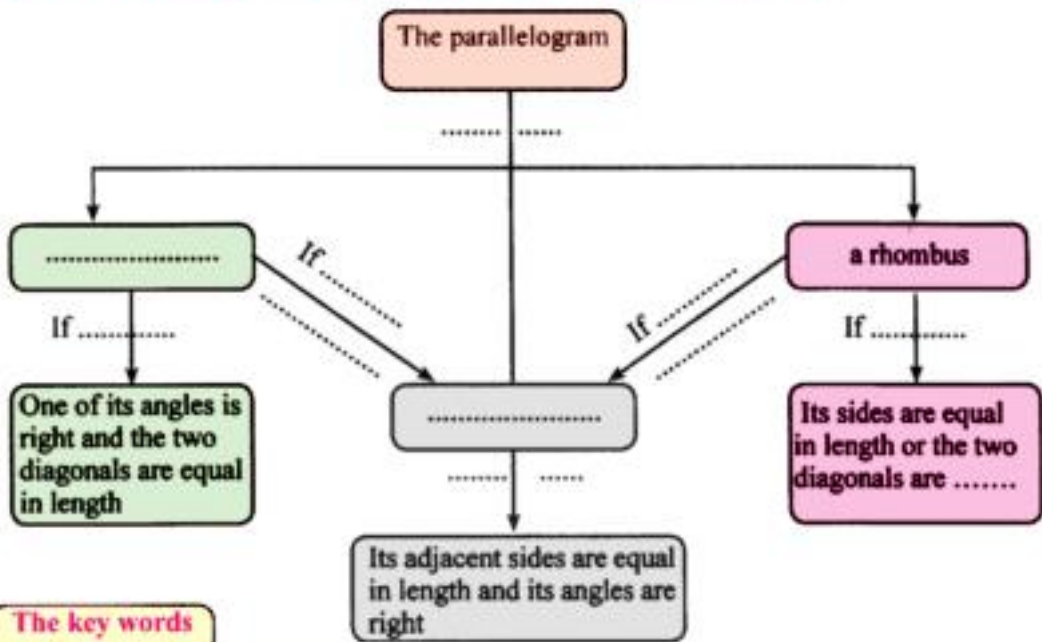 The parallelogram
........ ......
.......................
a rhombus
If ..........
...................
If ..........
...................
If .............
If .............
One of its angles is
right and the two
diagonals are equal
in length
.......................
Its sides are equal
in length or the two
diagonals are .......
........ ......
Its adjacent sides are equal
in length and its angles are
right
The key words